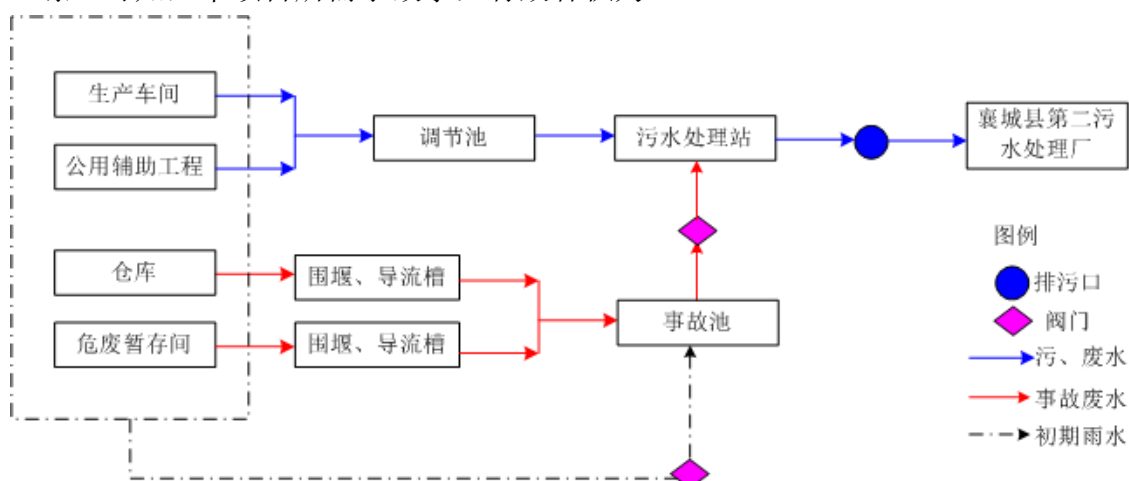 生产车间
公用辅助工程
调节池
污水处理站
襄城县第二污
水处理厂
仓库
围堰、导流槽
危废暂存间
围堰、导流槽
事故池
图例
排污口
阀门
污、废水
事故废水
初期雨水